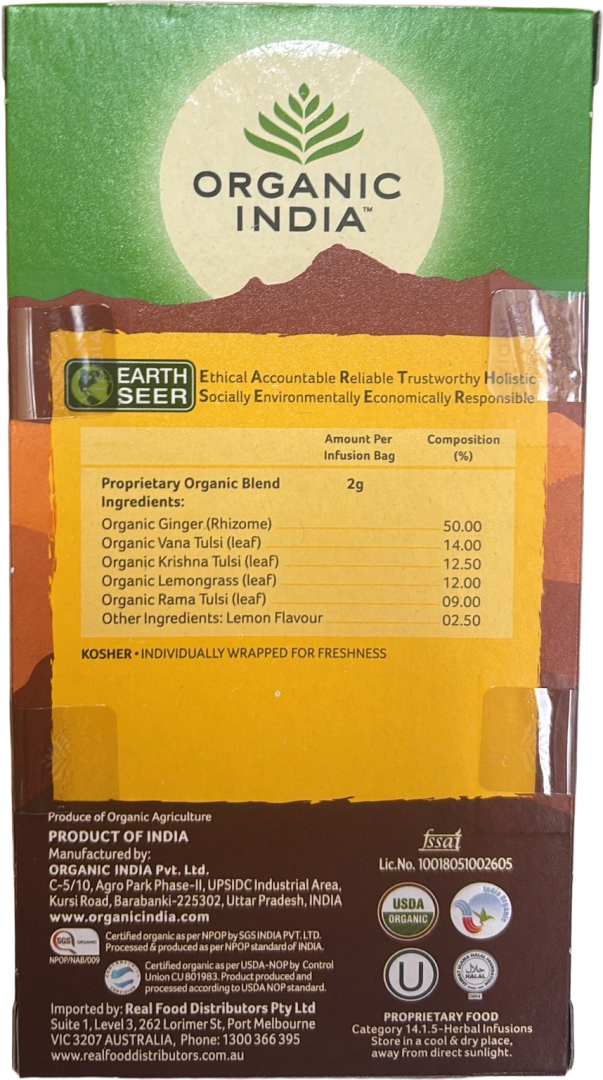 ORGANIC
INDIA™
EARTH
SEER
Ethical Accountable Reliable Trustworthy Holistic
Socially Environmentally Economically Responsible
Amount Per
Infusion Bag
Composition
(%)
Proprietary Organic Blend 2g
Ingredients:
Organic Ginger (Rhizome) 50.00
Organic Vana Tulsi (leaf) 14.00
Organic Krishna Tulsi (leaf) 12.50
Organic Lemongrass (leaf) 12.00
Organic Rama Tulsi (leaf) 09.00
Other Ingredients: Lemon Flavour 02.50
KOSHER • INDIVIDUALLY WRAPPED FOR FRESHNESS
Produce of Organic Agriculture
PRODUCT OF INDIA
Manufactured by:
ORGANIC INDIA Pvt. Ltd.
C-5/10, Agro Park Phase-II, UPSIDC Industrial Area,
Kursi Road, Barabanki-225302, Uttar Pradesh, INDIA
www.organicindia.com
SGS ORGANIC
NPOP/NAB/009
Certified organic as per NPOP by SGS INDIA PVT. LTD.
Processed & produced as per NPOP standard of INDIA.
Certified organic as per USDA-NOP by Control
Union CU 801983. Product produced and
processed according to USDA NOP standard.
Imported by: Real Food Distributors Pty Ltd
Suite 1, Level 3, 262 Lorimer St, Port Melbourne
VIC 3207 AUSTRALIA, Phone: 1300 366 395
www.realfooddistributors.com.au
fssai
Lic.No. 10018051002605
USDA
ORGANIC
India Organic
U
حلال
HALAL
PROPRIETARY FOOD
Category 14.1.5-Herbal Infusions
Store in a cool & dry place,
away from direct sunlight.